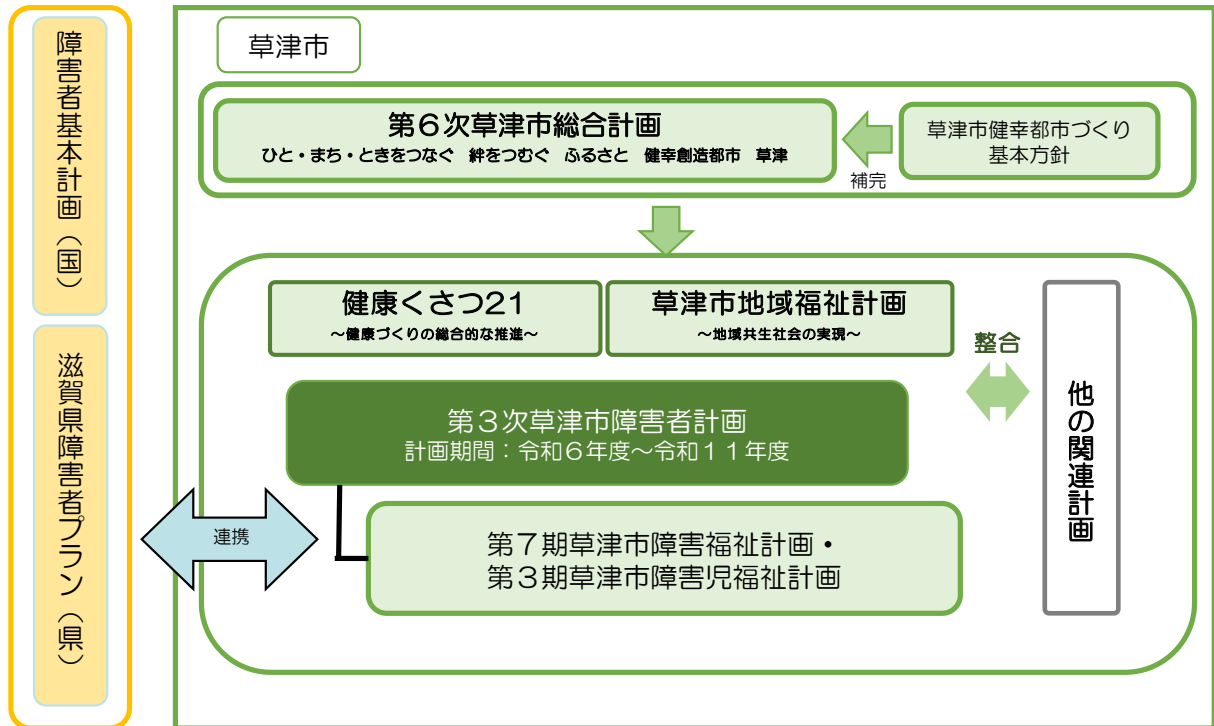 障害者基本計画（国）
滋賀県障害者プラン（県）
草津市
第６次草津市総合計画
ひと・まち・ときをつなぐ　絆をつむぐ　ふるさと　健幸創造都市　草津
補完
草津市健幸都市づくり
基本方針
健康くさつ21
～健康づくりの総合的な推進～
草津市地域福祉計画
～地域共生社会の実現～
整合
他の関連計画
第３次草津市障害者計画
計画期間：令和６年度～令和１１年度
連携
第７期草津市障害福祉計画・
第３期草津市障害児福祉計画